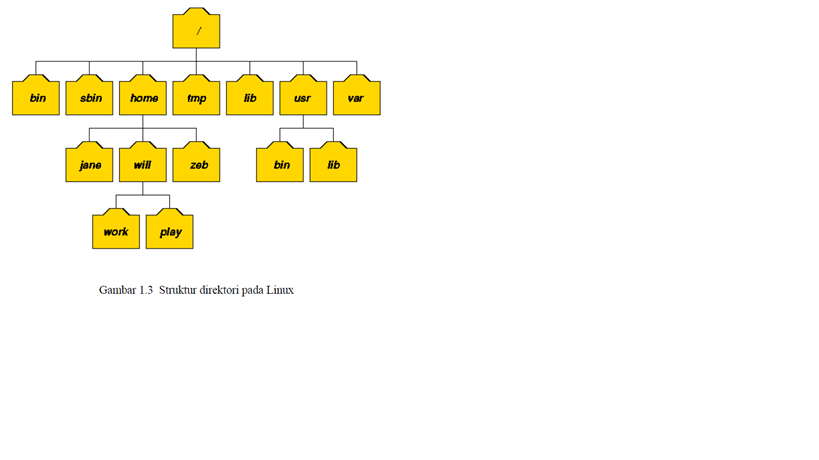 /
bin sbin home tmp lib usr var
jane will zeb bin lib
work play
Gambar 1.3 Struktur direktori pada Linux